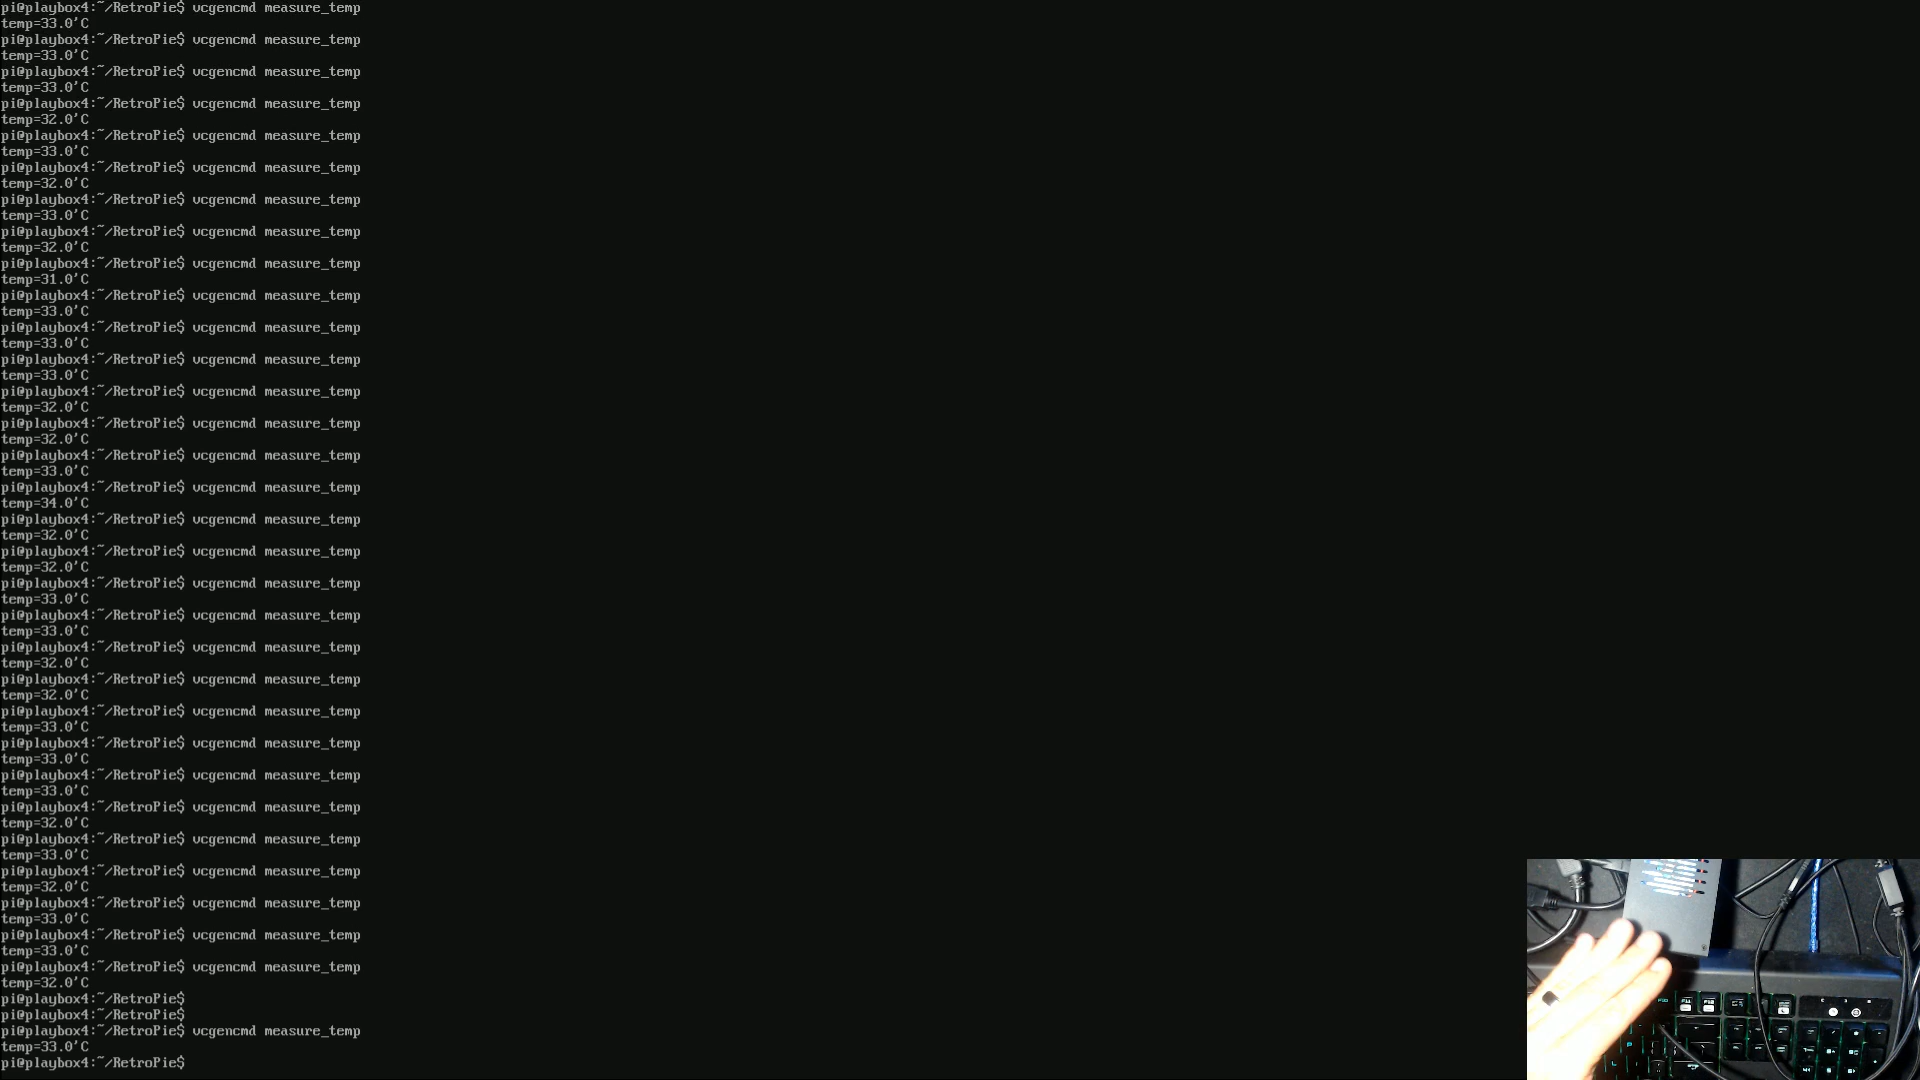 pi@playbox4:~/RetroPie$ vcgencmd measure_temp
temp=33.0'C
pi@playbox4:~/RetroPie$ vcgencmd measure_temp
temp=33.0'C
pi@playbox4:~/RetroPie$ vcgencmd measure_temp
temp=33.0'C
pi@playbox4:~/RetroPie$ vcgencmd measure_temp
temp=32.0'C
pi@playbox4:~/RetroPie$ vcgencmd measure_temp
temp=33.0'C
pi@playbox4:~/RetroPie$ vcgencmd measure_temp
temp=32.0'C
pi@playbox4:~/RetroPie$ vcgencmd measure_temp
temp=33.0'C
pi@playbox4:~/RetroPie$ vcgencmd measure_temp
temp=32.0'C
pi@playbox4:~/RetroPie$ vcgencmd measure_temp
temp=31.0'C
pi@playbox4:~/RetroPie$ vcgencmd measure_temp
temp=33.0'C
pi@playbox4:~/RetroPie$ vcgencmd measure_temp
temp=33.0'C
pi@playbox4:~/RetroPie$ vcgencmd measure_temp
temp=33.0'C
pi@playbox4:~/RetroPie$ vcgencmd measure_temp
temp=32.0'C
pi@playbox4:~/RetroPie$ vcgencmd measure_temp
temp=32.0'C
pi@playbox4:~/RetroPie$ vcgencmd measure_temp
temp=33.0'C
pi@playbox4:~/RetroPie$ vcgencmd measure_temp
temp=34.0'C
pi@playbox4:~/RetroPie$ vcgencmd measure_temp
temp=32.0'C
pi@playbox4:~/RetroPie$ vcgencmd measure_temp
temp=32.0'C
pi@playbox4:~/RetroPie$ vcgencmd measure_temp
temp=33.0'C
pi@playbox4:~/RetroPie$ vcgencmd measure_temp
temp=33.0'C
pi@playbox4:~/RetroPie$ vcgencmd measure_temp
temp=32.0'C
pi@playbox4:~/RetroPie$ vcgencmd measure_temp
temp=32.0'C
pi@playbox4:~/RetroPie$ vcgencmd measure_temp
temp=33.0'C
pi@playbox4:~/RetroPie$ vcgencmd measure_temp
temp=33.0'C
pi@playbox4:~/RetroPie$ vcgencmd measure_temp
temp=33.0'C
pi@playbox4:~/RetroPie$ vcgencmd measure_temp
temp=32.0'C
pi@playbox4:~/RetroPie$ vcgencmd measure_temp
temp=33.0'C
pi@playbox4:~/RetroPie$ vcgencmd measure_temp
temp=32.0'C
pi@playbox4:~/RetroPie$ vcgencmd measure_temp
temp=33.0'C
pi@playbox4:~/RetroPie$ vcgencmd measure_temp
temp=33.0'C
pi@playbox4:~/RetroPie$ vcgencmd measure_temp
temp=32.0'C
pi@playbox4:~/RetroPie$
pi@playbox4:~/RetroPie$
pi@playbox4:~/RetroPie$ vcgencmd measure_temp
temp=33.0'C
pi@playbox4:~/RetroPie$